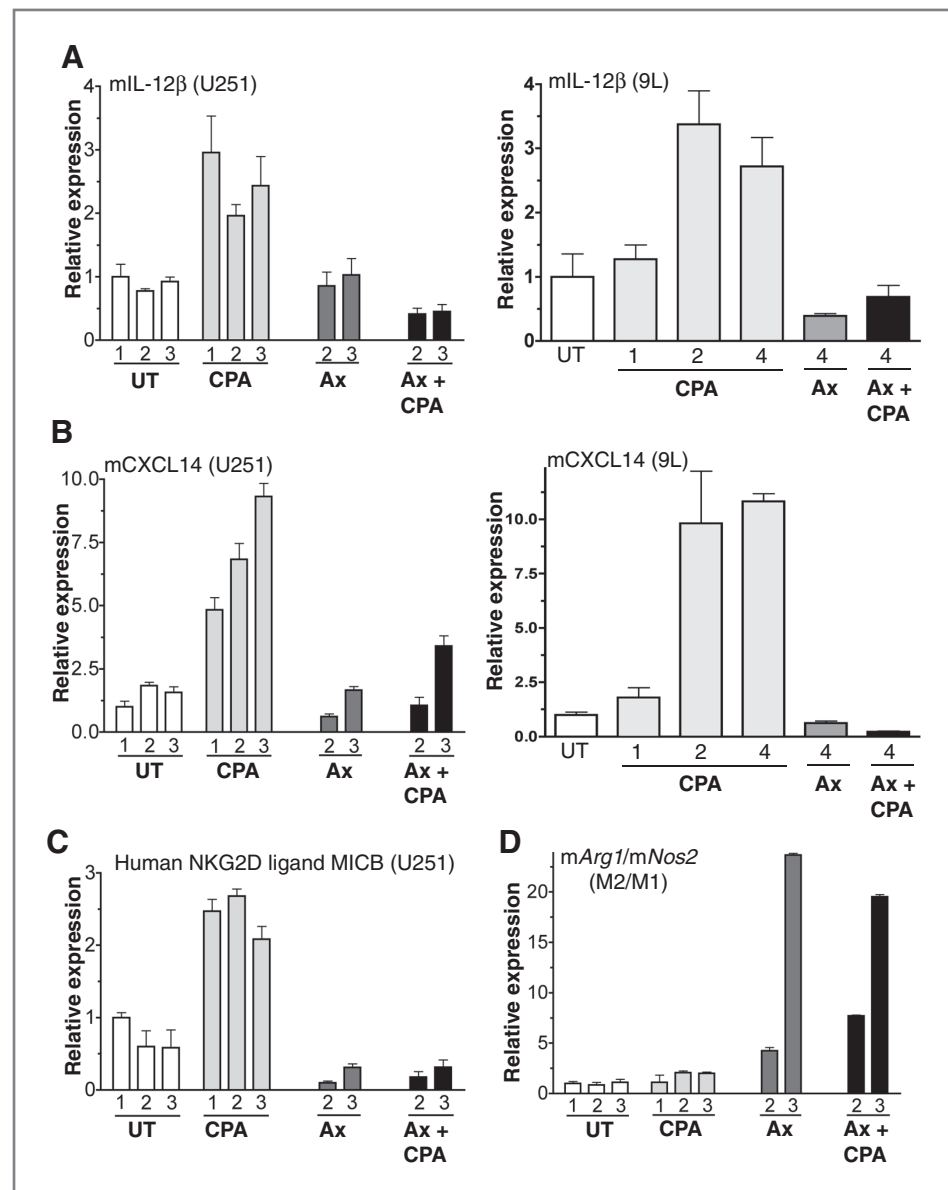 A
mIL-12β (U251)
Relative expression
4
3
2
1
0
1 2 3 1 2 3 2 3 2 3
UT CPA Ax Ax +
CPA
mIL-12β (9L)
Relative expression
4
3
2
1
0
UT 1 2 4 4 4
CPA Ax Ax +
CPA
B
mCXCL14 (U251)
Relative expression
10.0
7.5
5.0
2.5
0.0
1 2 3 1 2 3 2 3 2 3
UT CPA Ax Ax +
CPA
mCXCL14 (9L)
Relative expression
10.0
7.5
5.0
2.5
0.0
UT 1 2 4 4 4
CPA Ax Ax +
CPA
C
Human NKG2D ligand MICB (U251)
Relative expression
3
2
1
0
1 2 3 1 2 3 2 3 2 3
UT CPA Ax Ax +
CPA
D
mArg1/mNos2
(M2/M1)
Relative expression
20
15
10
5
0
1 2 3 1 2 3 2 3 2 3
UT CPA Ax Ax +
CPA